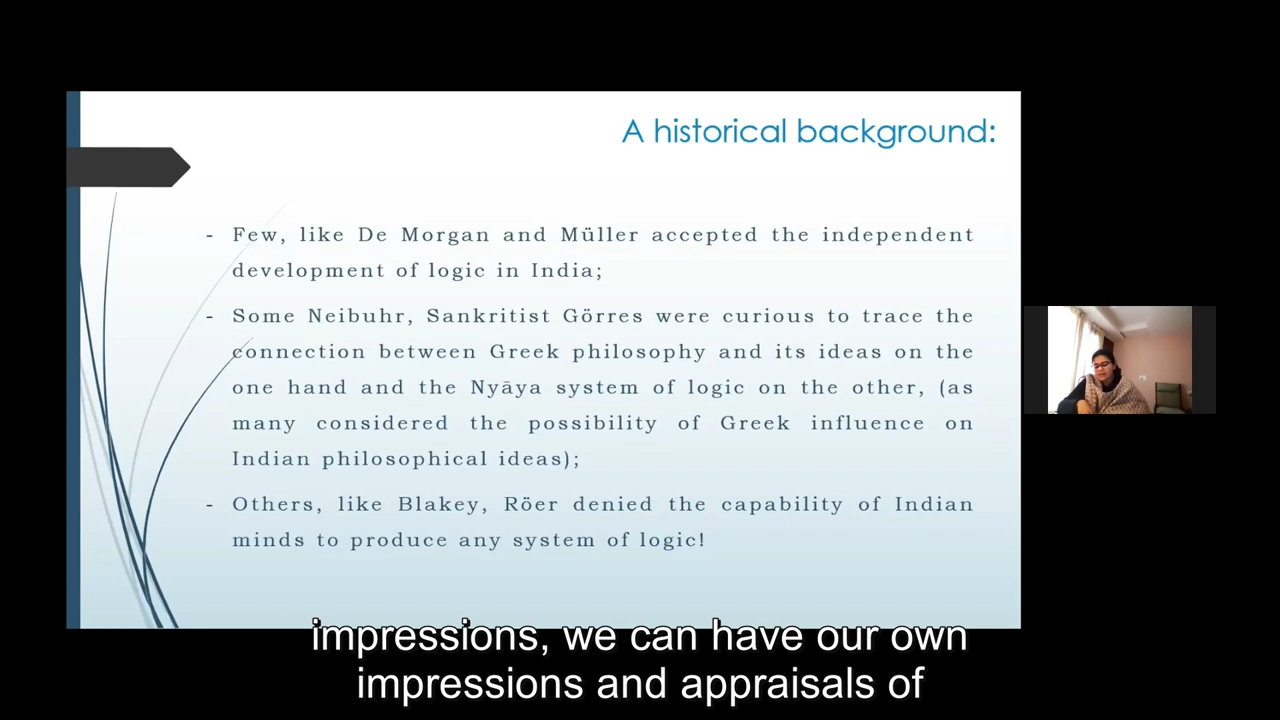 A historical background:
- Few, like De Morgan and Müller accepted the independent
development of logic in India;
- Some Neibuhr, Sankritist Görres were curious to trace the
connection between Greek philosophy and its ideas on the
one hand and the Nyāya system of logic on the other, (as
many considered the possibility of Greek influence on
Indian philosophical ideas);
- Others, like Blakey, Röer denied the capability of Indian
minds to produce any system of logic!
impressions, we can have our own
impressions and appraisals of